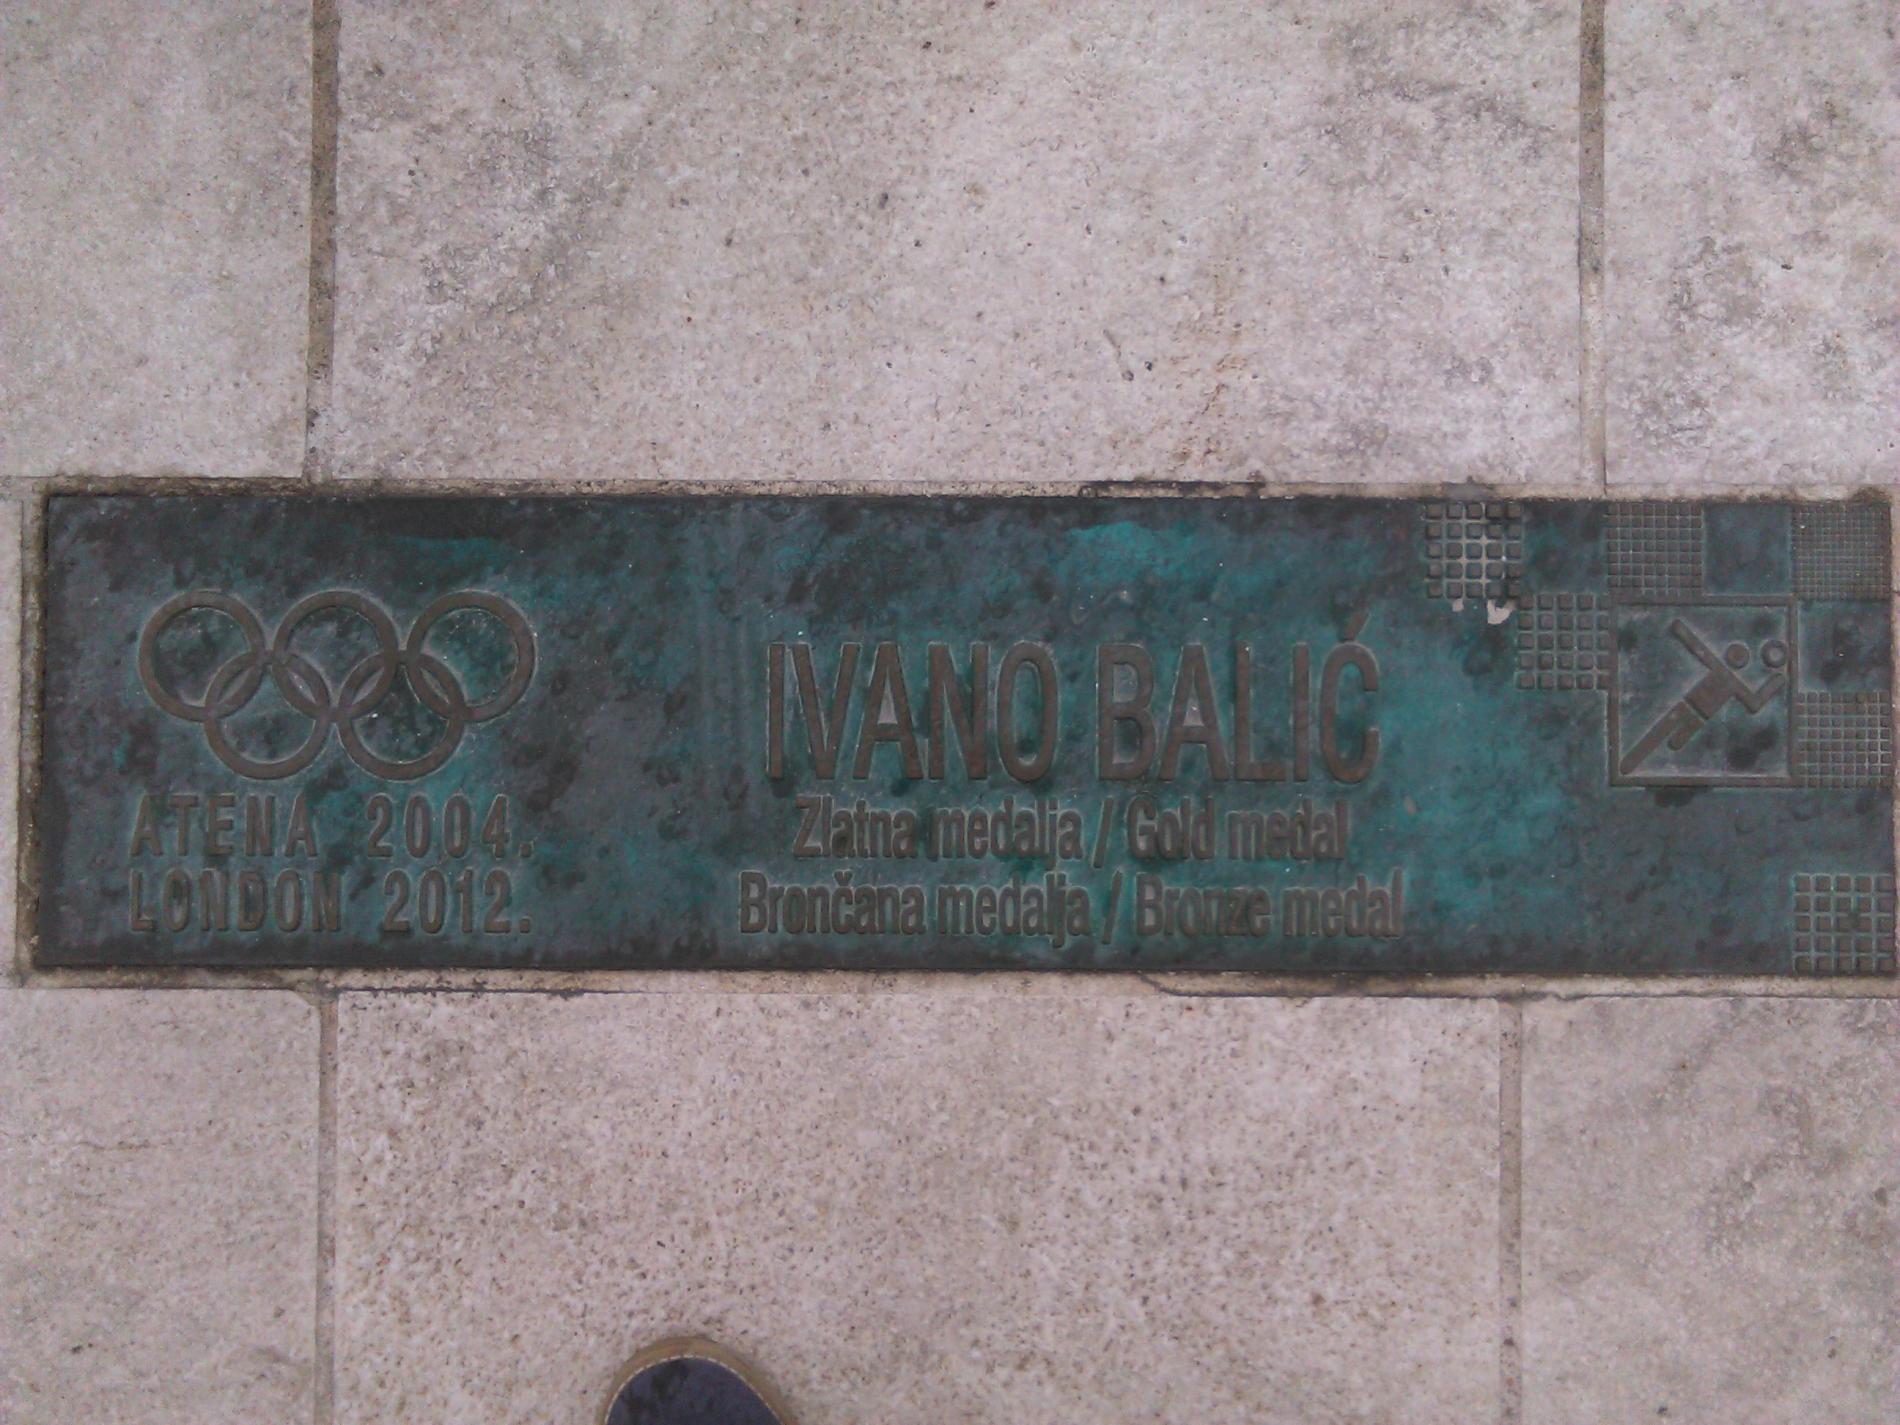 ATENA 2004.
LONDON 2012.
IVANO BALIĆ
Zlatna medalja / Gold medal
Brončana medalja / Bronze medal